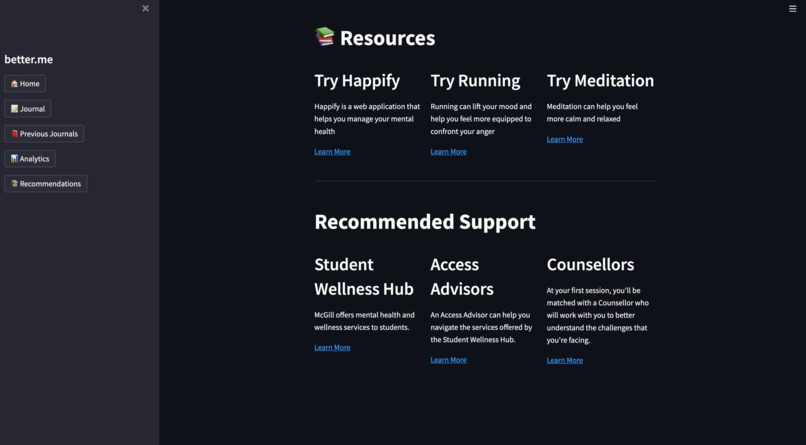 better.me
🏠 Home
📝 Journal
📕 Previous Journals
📊 Analytics
📚 Recommendations
📚 Resources
Try Happify
Happify is a web application that
helps you manage your mental
health
Learn More
Try Running
Running can lift your mood and
help you feel more equipped to
confront your anger
Learn More
Try Meditation
Meditation can help you feel
more calm and relaxed
Learn More
Recommended Support
Student
Wellness Hub
McGill offers mental health and
wellness services to students.
Learn More
Access
Advisors
An Access Advisor can help you
navigate the services offered by
the Student Wellness Hub.
Learn More
Counsellors
At your first session, you'll be
matched with a Counsellor who
will work with you to better
understand the challenges that
you're facing.
Learn More